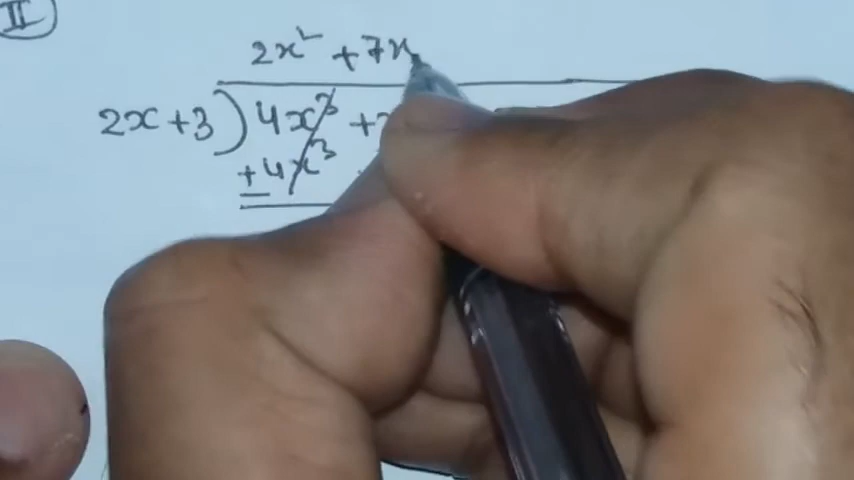 II
2x² + 7x
2x + 3 ) 4x³ +
+ 4x³
−